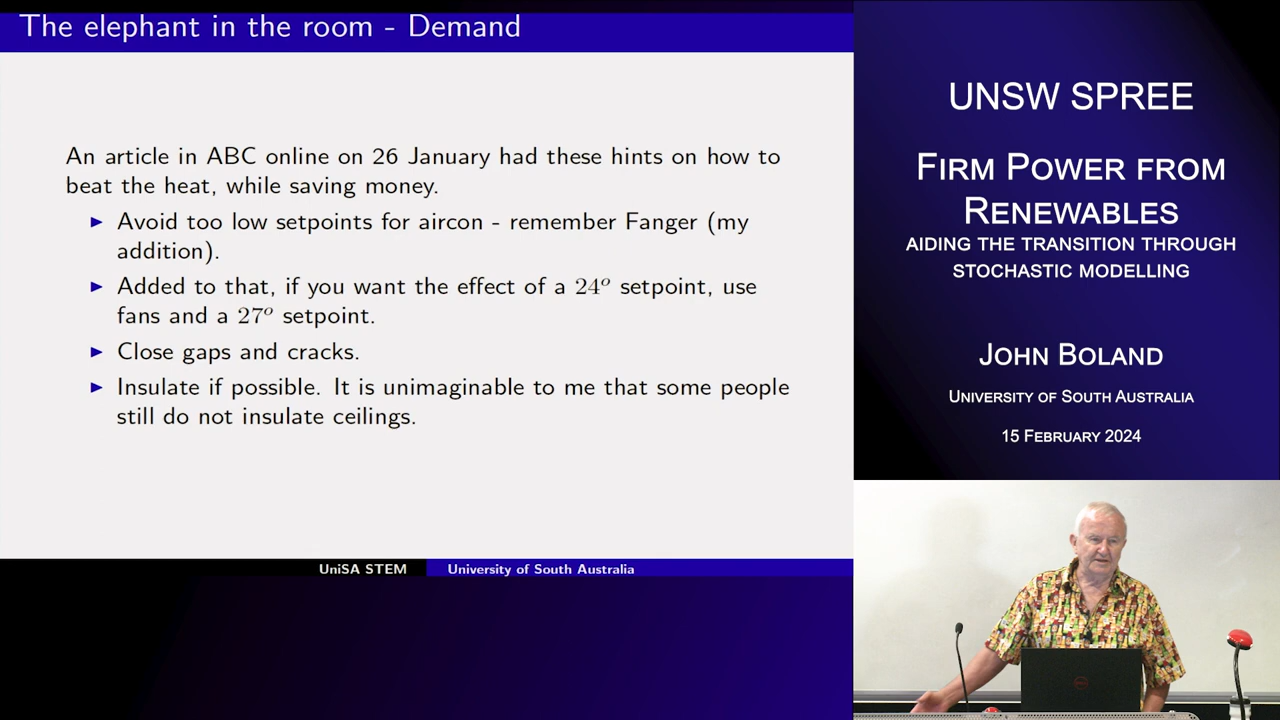 The elephant in the room - Demand
An article in ABC online on 26 January had these hints on how to
beat the heat, while saving money.
Avoid too low setpoints for aircon - remember Fanger (my
addition).
Added to that, if you want the effect of a 24° setpoint, use
fans and a 27° setpoint.
Close gaps and cracks.
Insulate if possible. It is unimaginable to me that some people
still do not insulate ceilings.
UniSA STEM
University of South Australia
UNSW SPREE
FIRM POWER FROM
RENEWABLES
AIDING THE TRANSITION THROUGH
STOCHASTIC MODELLING
JOHN BOLAND
UNIVERSITY OF SOUTH AUSTRALIA
15 FEBRUARY 2024